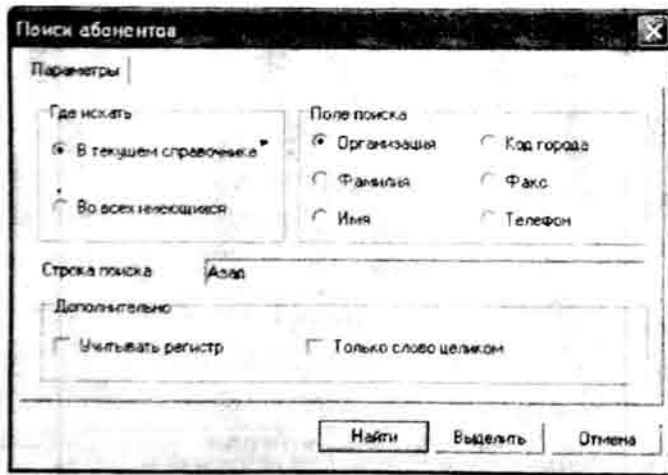 Поиск абонентов
Параметры
Где искать
В текущем справочнике
Во всех имеющихся
Поле поиска
Организация
Код города
Фамилия
Факс
Имя
Телефон
Строка поиска
Азал
Дополнительно
Учитывать регистр
Только слово целиком
Найти Выделить Отмена